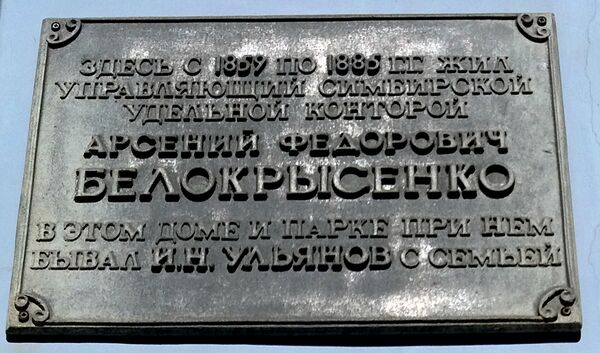 ЗДЕСЬ С 1859 ПО 1885 ГГ. ЖИЛ
УПРАВЛЯЮЩИЙ СИМБИРСКОЙ
УДЕЛЬНОЙ КОНТОРОЙ
АРСЕНИЙ ФЕДОРОВИЧ
БЕЛОКРЫСЕНКО
В ЭТОМ ДОМЕ И ПАРКЕ ПРИ НЕМ
БЫВАЛ И.Н. УЛЬЯНОВ С СЕМЬЕЙ